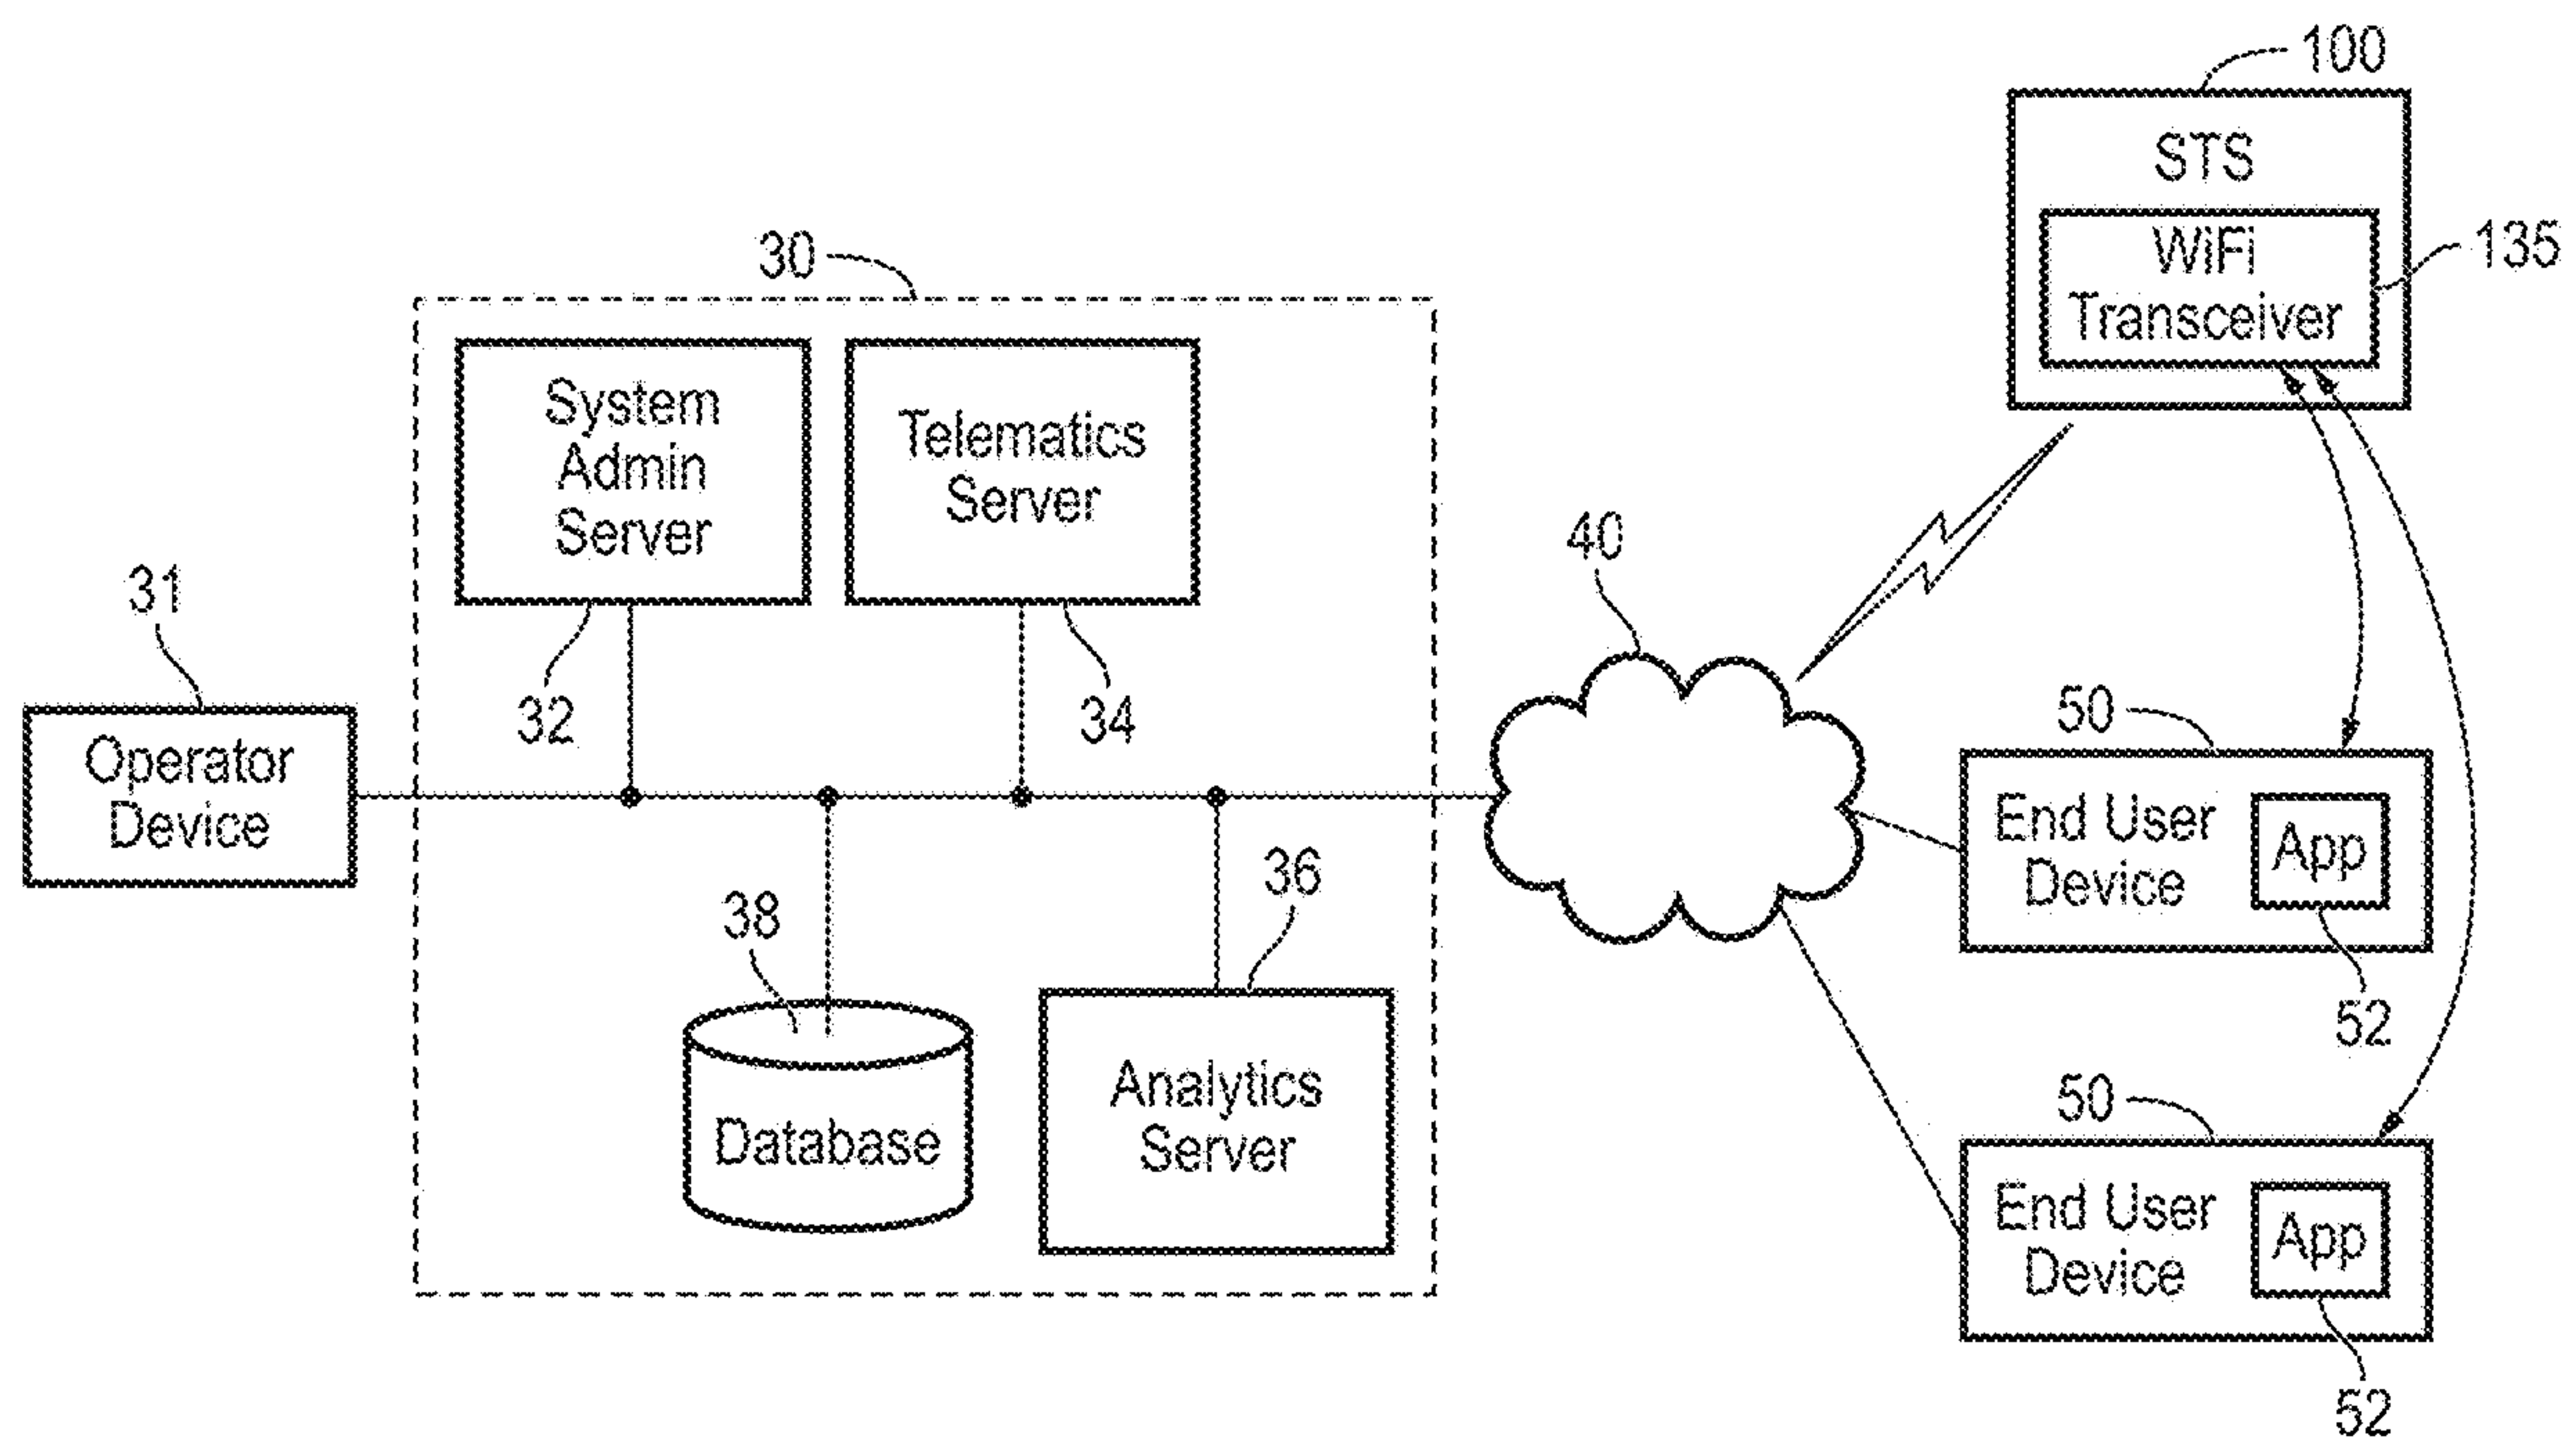 100
STS
WiFi
Transceiver
135
30
System
Admin
Server
Telematics
Server
32
34
31
Operator
Device
40
38
Database
36
Analytics
Server
50
End User
Device
App
52
50
End User
Device
App
52